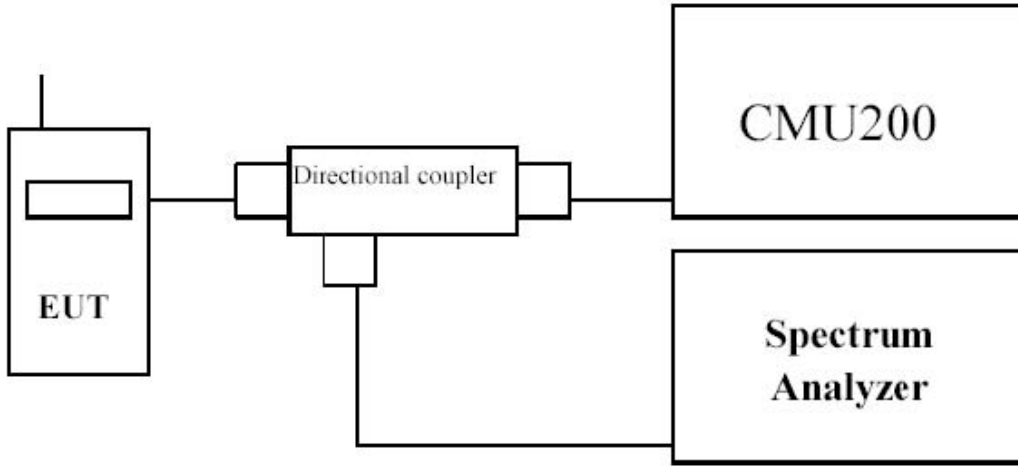 CMU200
Directional coupler
EUT
Spectrum
Analyzer